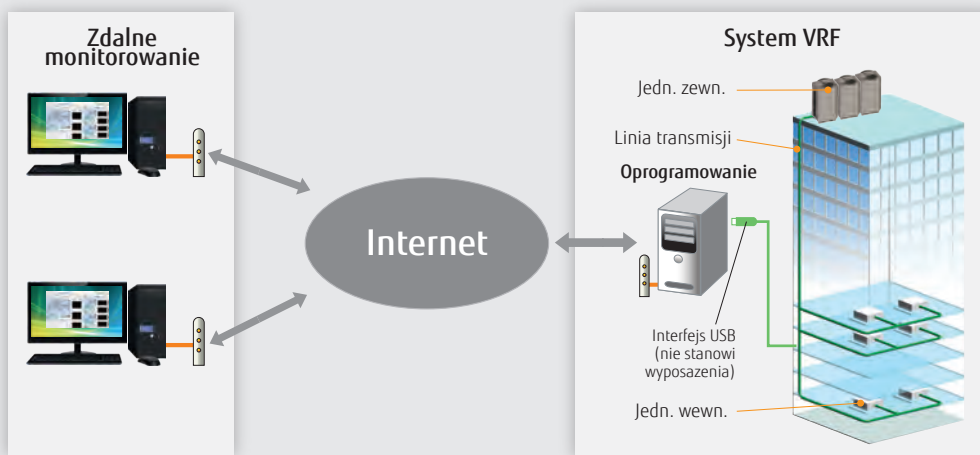 Zdalne
monitorowanie
Internet
System VRF
Jedn. zewn.
Linia transmisji
Oprogramowanie
Interfejs USB
(nie stanowi
wyposazenia)
Jedn. wewn.